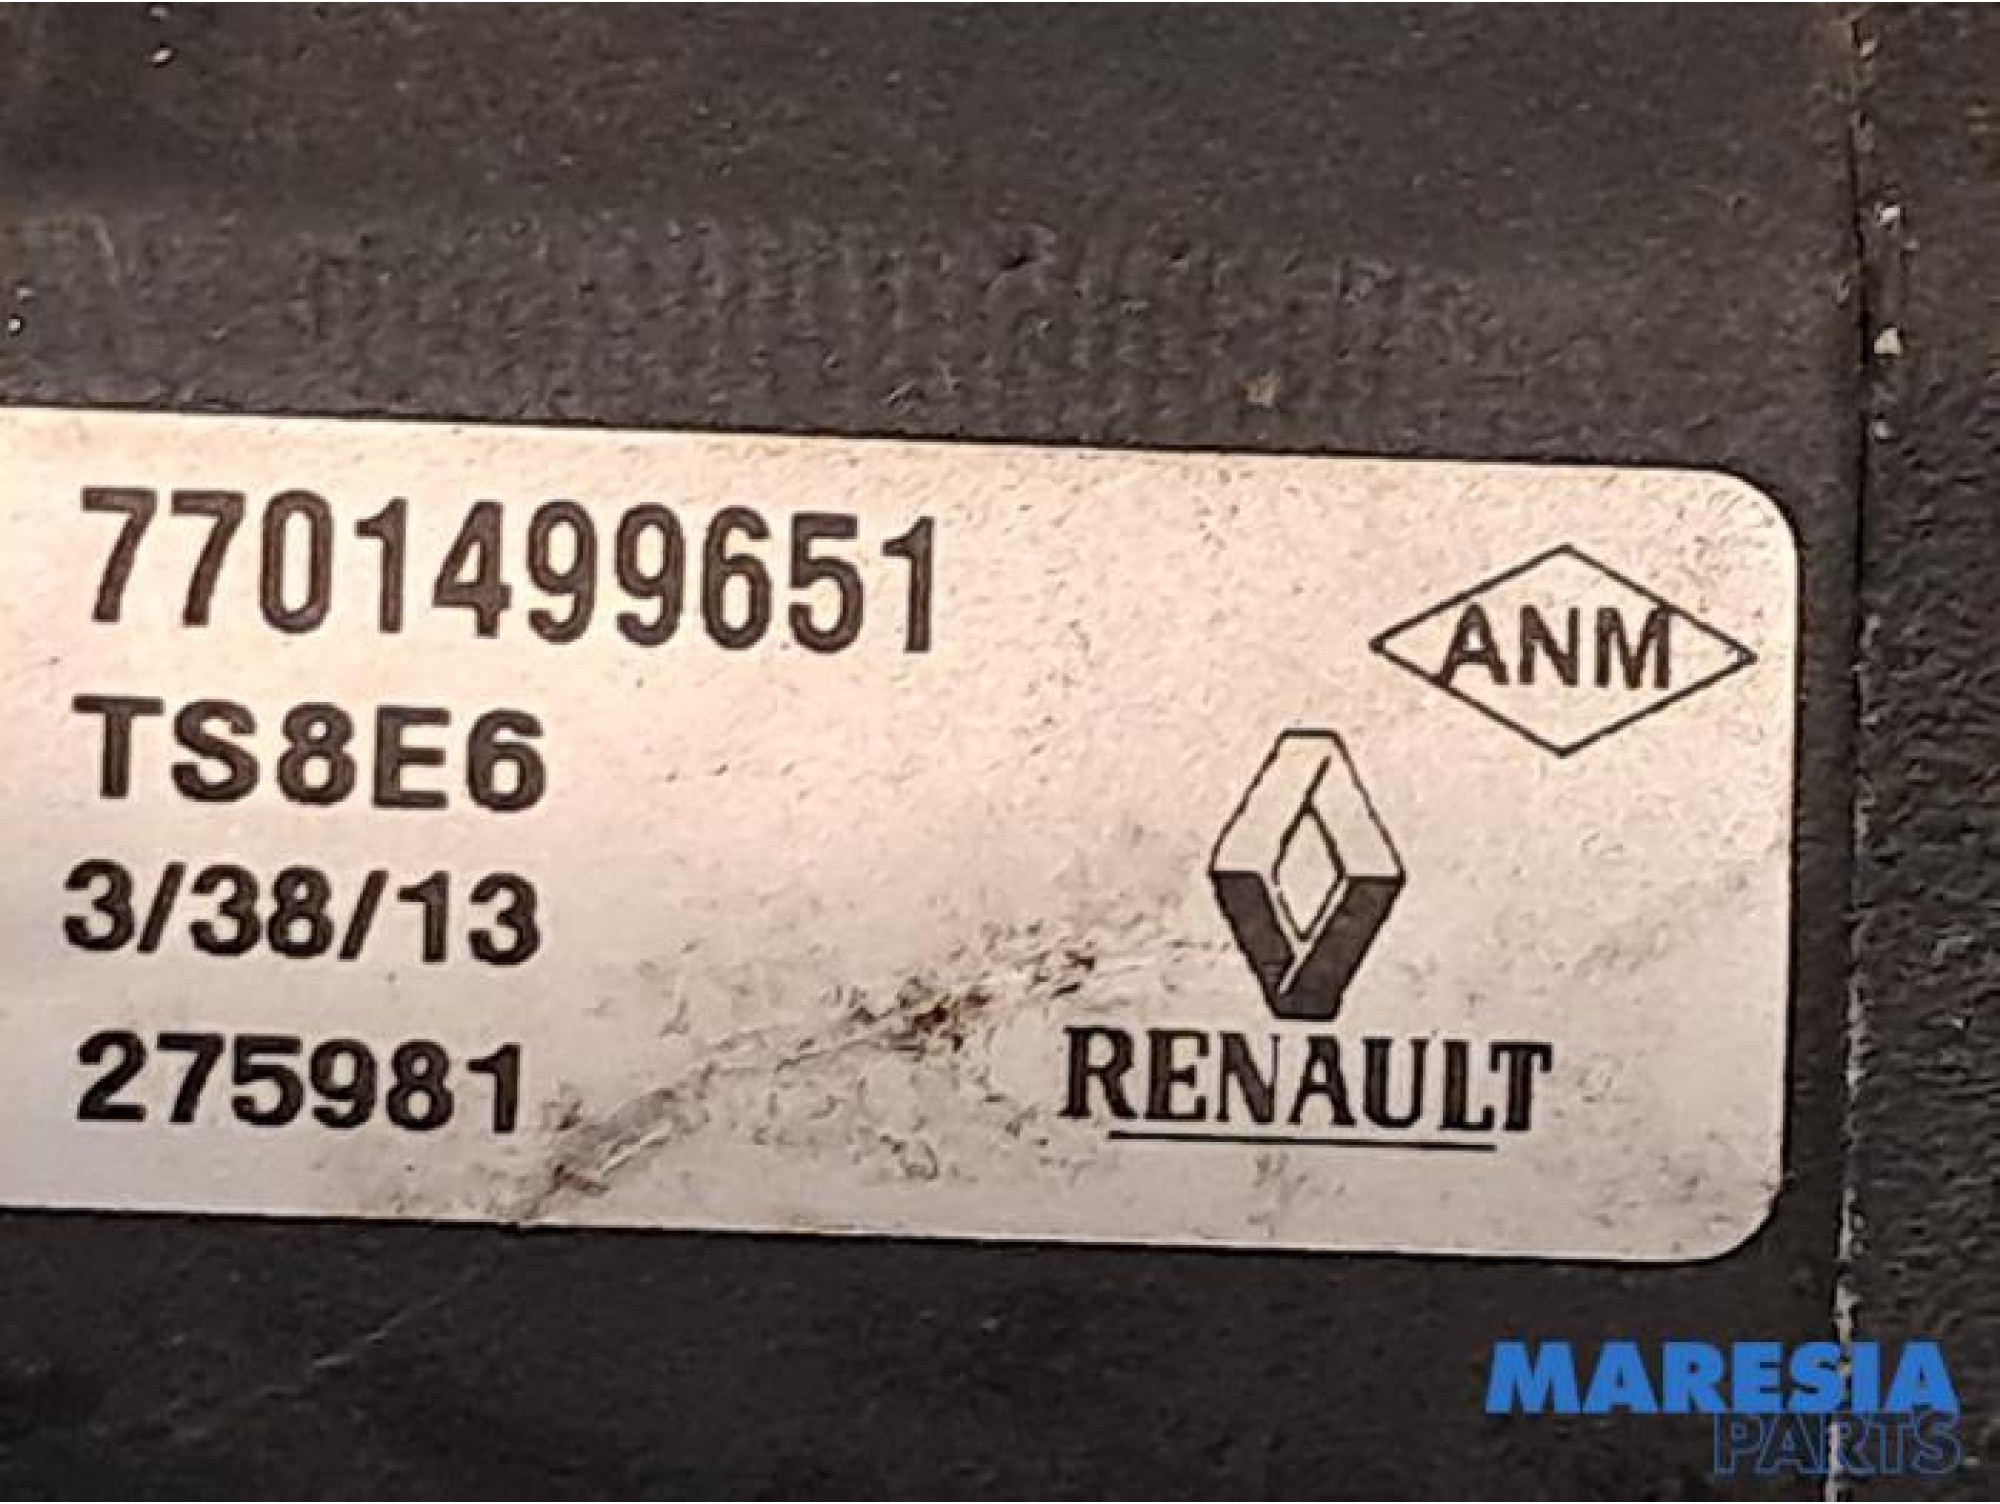 7701499651
ANM
TS8E6
3/38/13
275981
RENAULT
MARESIA
PARTS